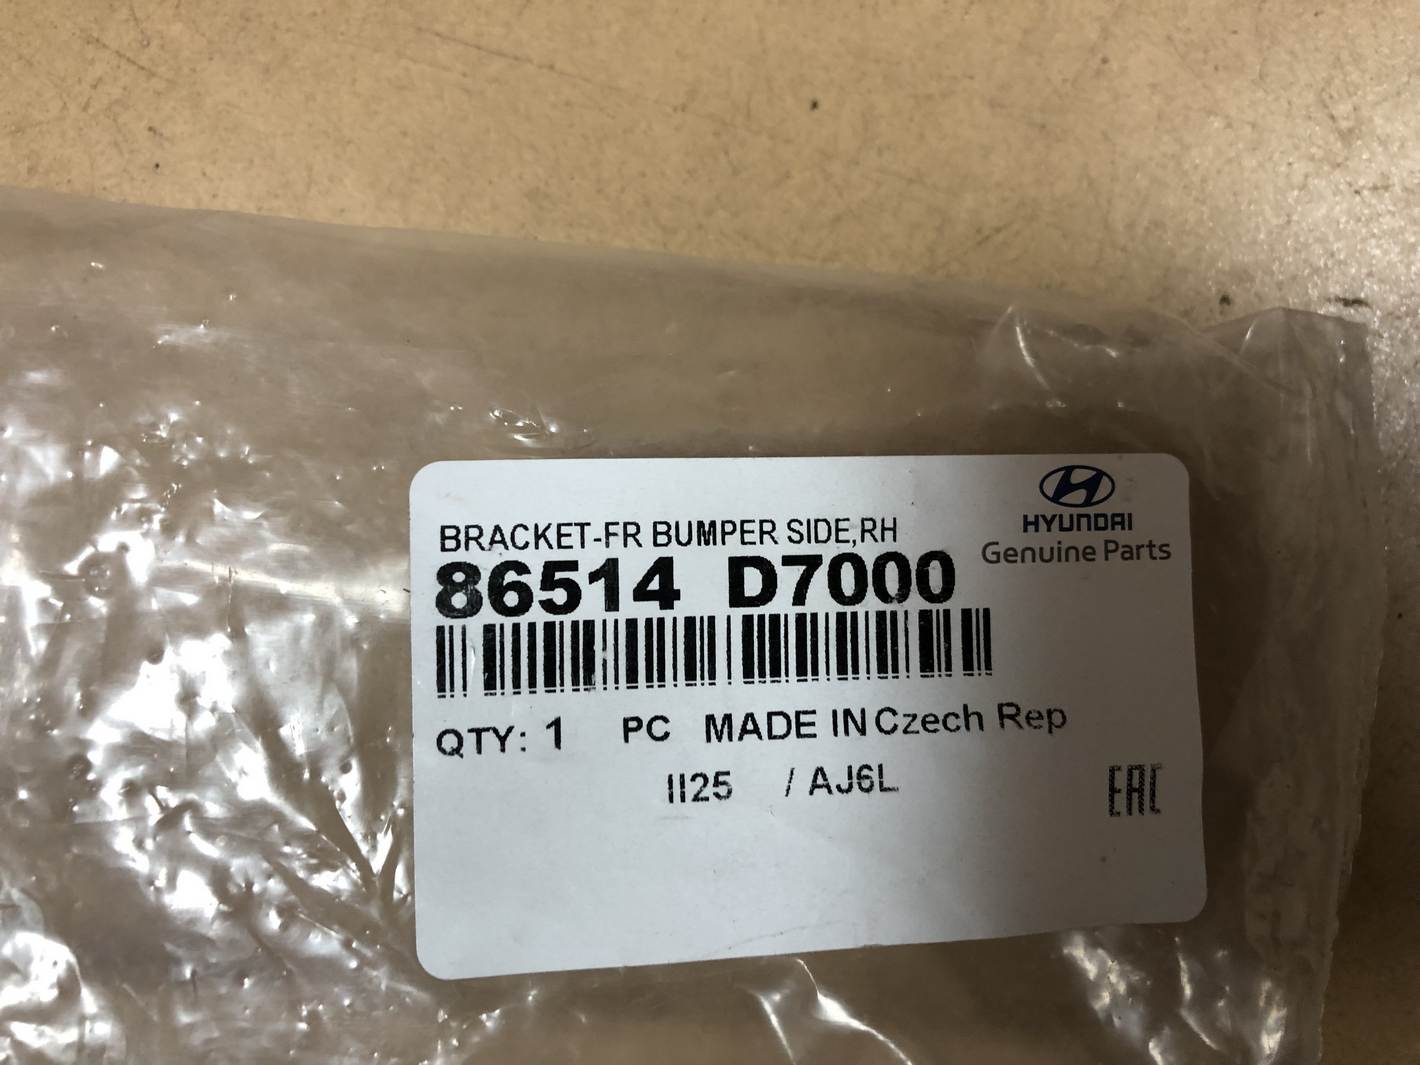 HYUNDAI
Genuine Parts
BRACKET-FR BUMPER SIDE,RH
86514 D7000
QTY: 1 PC MADE IN Czech Rep
II25 / AJ6L
EAC